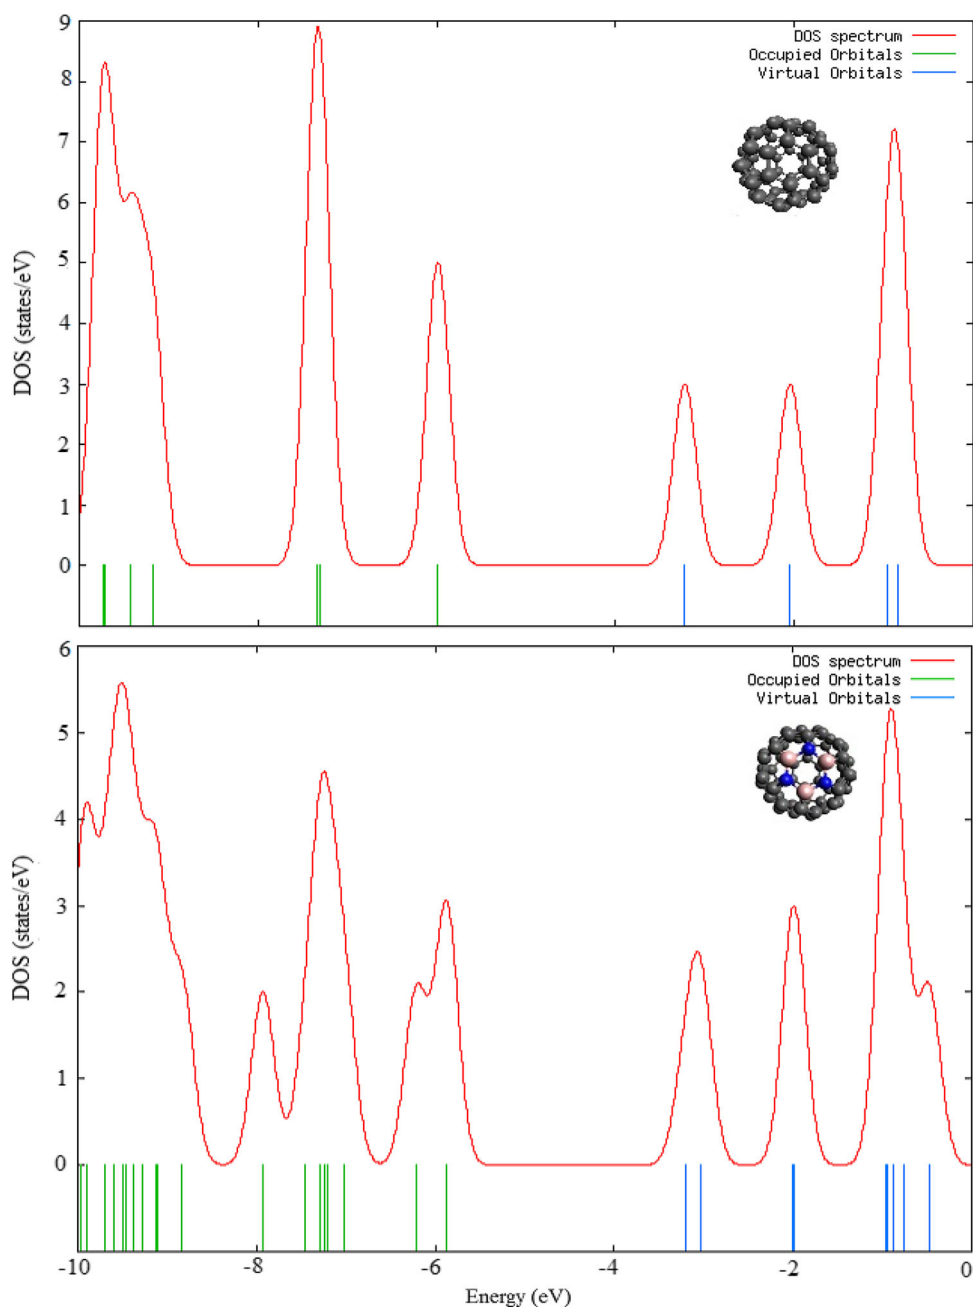 9
8
7
6
5
4
3
2
1
0
DOS (states/eV)
DOS spectrum
Occupied Orbitals
Virtual Orbitals
6
5
4
3
2
1
0
DOS (states/eV)
DOS spectrum
Occupied Orbitals
Virtual Orbitals
-10 -8 -6 -4 -2 0
Energy (eV)